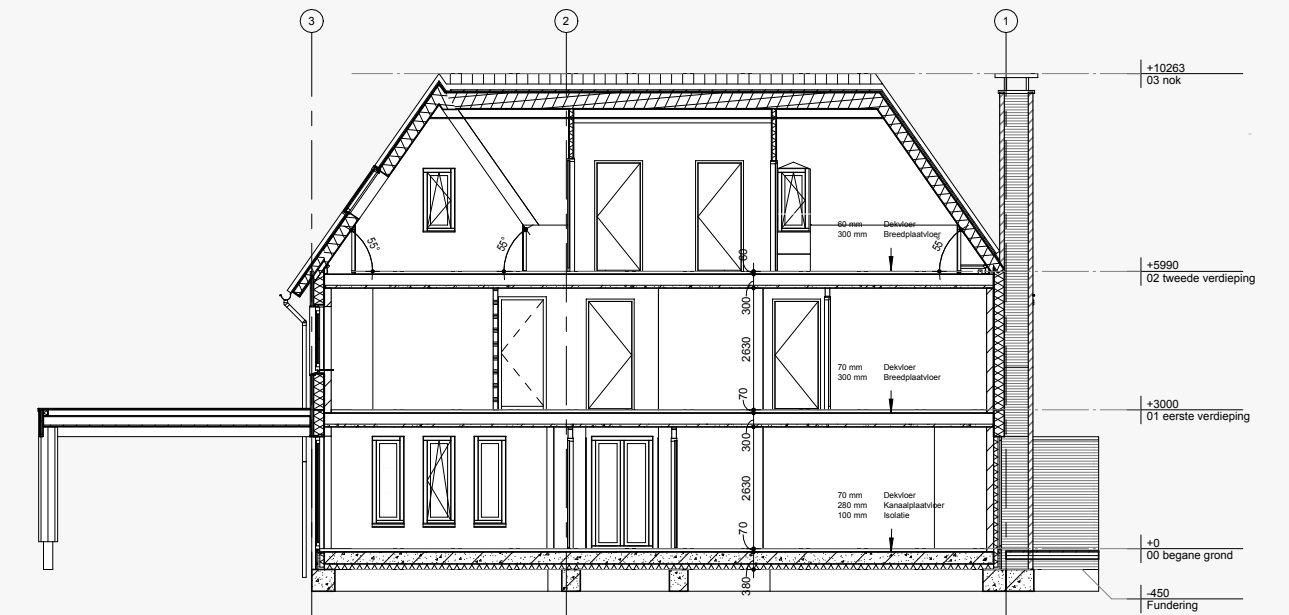 3
2
1
+10263
03 nok
60 mm Dekvloer
300 mm Breedplaatvloer
55°
55°
55°
60
+5990
02 tweede verdieping
300
2630
70 mm Dekvloer
300 mm Breedplaatvloer
70
+3000
01 eerste verdieping
300
2630
70 mm Dekvloer
280 mm Kanaalplaatvloer
100 mm Isolatie
70
+0
00 begane grond
380
-450
Fundering